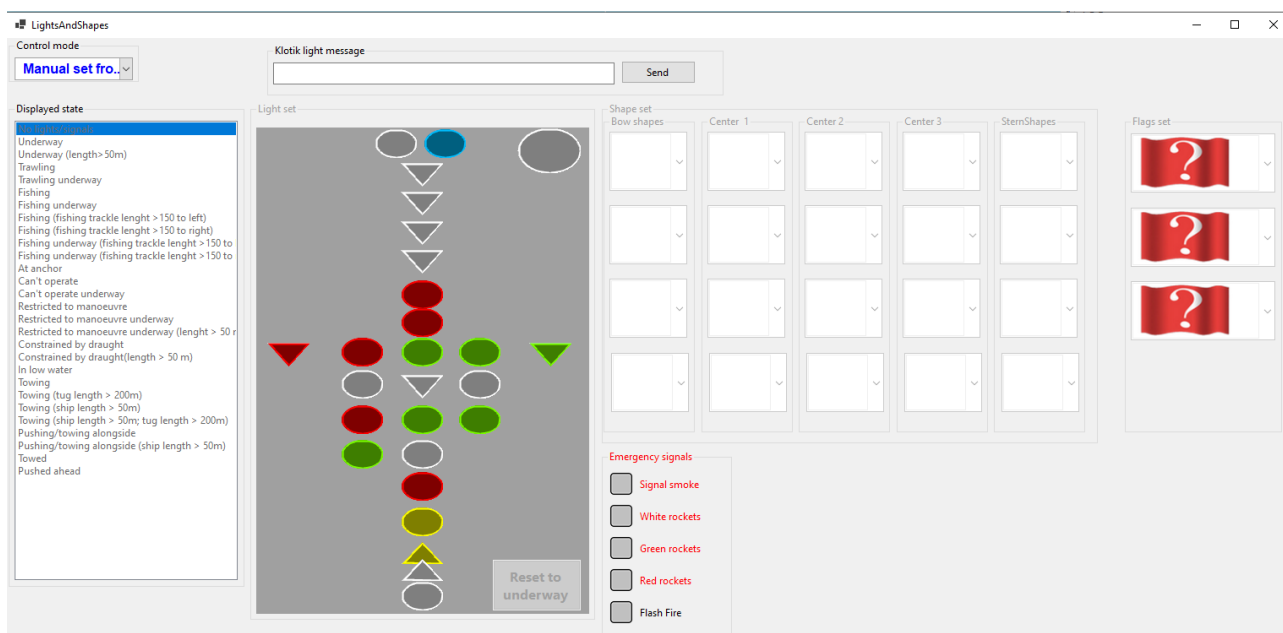 LightsAndShapes
Control mode
Manual set fro..
Klotik light message
Send
Displayed state
No lights/signals
Underway
Underway (length>50m)
Trawling
Trawling underway
Fishing
Fishing underway
Fishing (fishing trackle lenght >150 to left)
Fishing (fishing trackle lenght >150 to right)
Fishing underway (fishing trackle lenght >150 to
Fishing underway (fishing trackle lenght >150 to
At anchor
Can't operate
Can't operate underway
Restricted to manoeuvre
Restricted to manoeuvre underway
Restricted to manoeuvre underway (lenght > 50 r
Constrained by draught
Constrained by draught(length > 50 m)
In low water
Towing
Towing (tug length > 200m)
Towing (ship length > 50m)
Towing (ship length > 50m; tug length > 200m)
Pushing/towing alongside
Pushing/towing alongside (ship length > 50m)
Towed
Pushed ahead
Light set
Reset to
underway
Shape set
Bow shapes
Center 1
Center 2
Center 3
SternShapes
Flags set
?
?
?
Emergency signals
Signal smoke
White rockets
Green rockets
Red rockets
Flash Fire